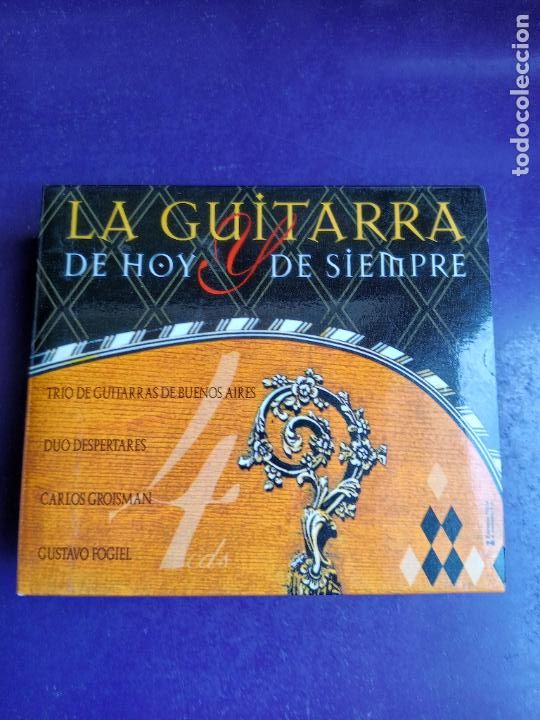 LA GUITARRA
DE HOY Y DE SIEMPRE
TRIO DE GUITARRAS DE BUENOS AIRES
DUO DESPERTARES
CARLOS GROISMAN
GUSTAVO FOGIEL
4
cds
todocoleccion.net